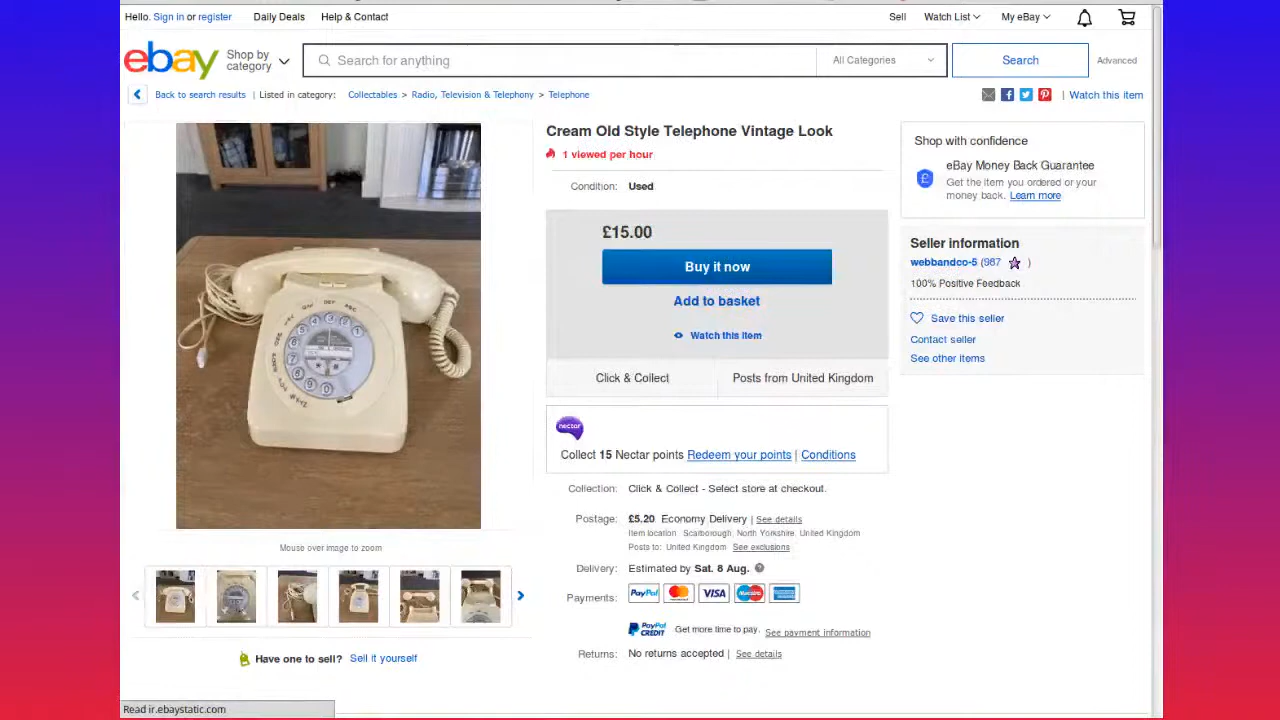 Hello. Sign in or register
Daily Deals
Help & Contact
Sell
Watch List
My eBay
ebay
Shop by category
Search for anything
All Categories
Search
Advanced
Back to search results | Listed in category: Collectables > Radio, Television & Telephony > Telephone
| Watch this item
Cream Old Style Telephone Vintage Look
1 viewed per hour
Condition: Used
£15.00
Buy it now
Add to basket
Watch this item
Click & Collect
Posts from United Kingdom
nectar
Collect 15 Nectar points Redeem your points | Conditions
Collection: Click & Collect - Select store at checkout.
Postage: £5.20 Economy Delivery | See details
Item location: Scarborough, North Yorkshire, United Kingdom
Posts to: United Kingdom See exclusions
Delivery: Estimated by Sat. 8 Aug.
Payments: PayPal VISA
PayPal CREDIT Get more time to pay. See payment information
Returns: No returns accepted | See details
Shop with confidence
eBay Money Back Guarantee
Get the item you ordered or your
money back. Learn more
Seller information
webbandco-5 (987 )
100% Positive Feedback
Save this seller
Contact seller
See other items
Mouse over image to zoom
Have one to sell? Sell it yourself
Read ir.ebaystatic.com